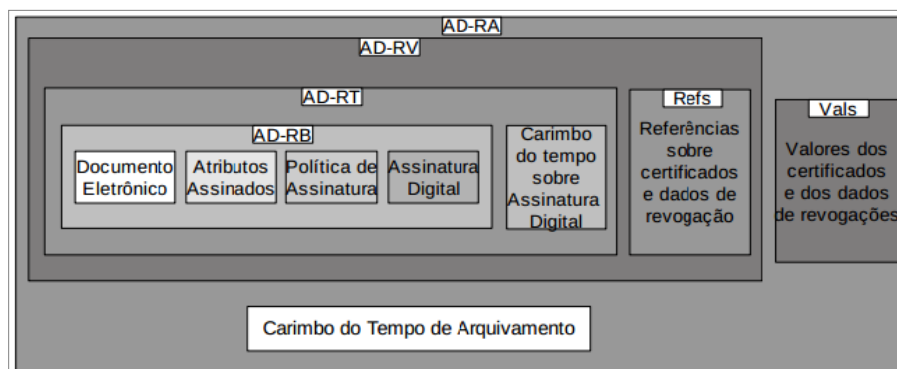 AD-RA
AD-RV
AD-RT
AD-RB
Documento
Eletrônico
Atributos
Assinados
Política de
Assinatura
Assinatura
Digital
Carimbo
do tempo
sobre
Assinatura
Digital
Refs
Referências
sobre
certificados
e dados de
revogação
Vals
Valores dos
certificados
e dos dados
de revogações
Carimbo do Tempo de Arquivamento